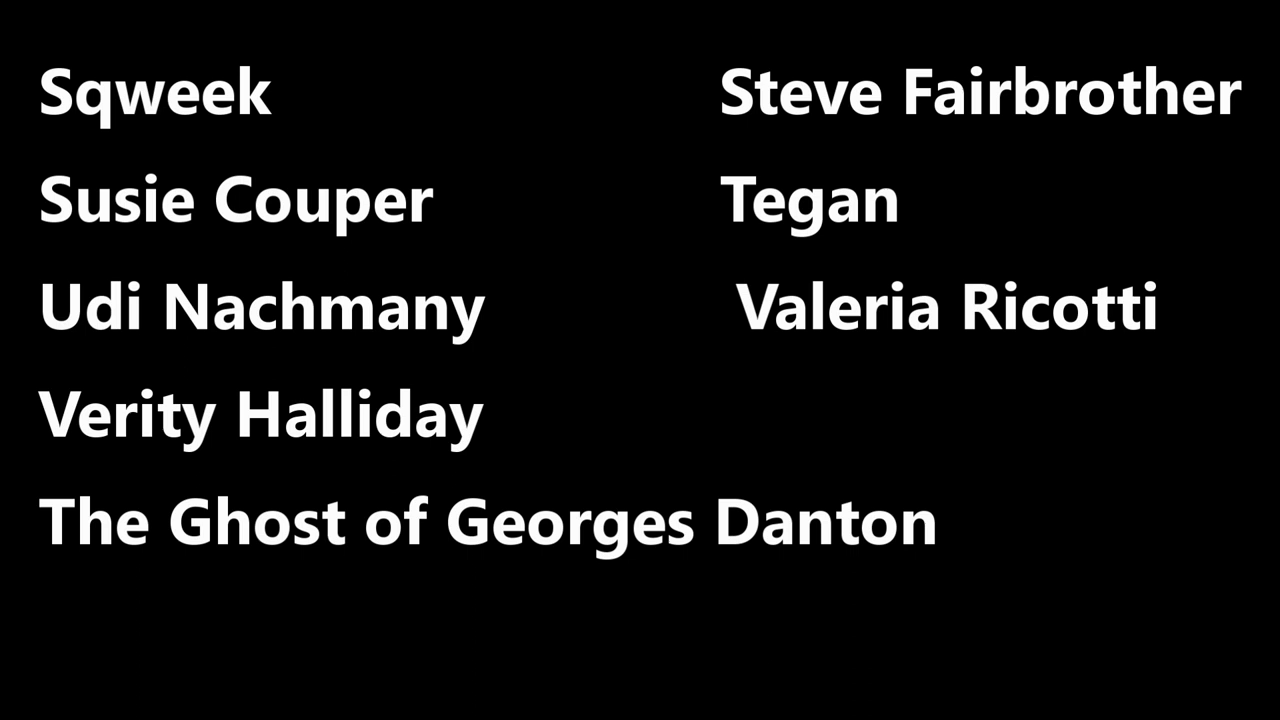 Sqweek
Steve Fairbrother
Susie Couper
Tegan
Udi Nachmany
Valeria Ricotti
Verity Halliday
The Ghost of Georges Danton